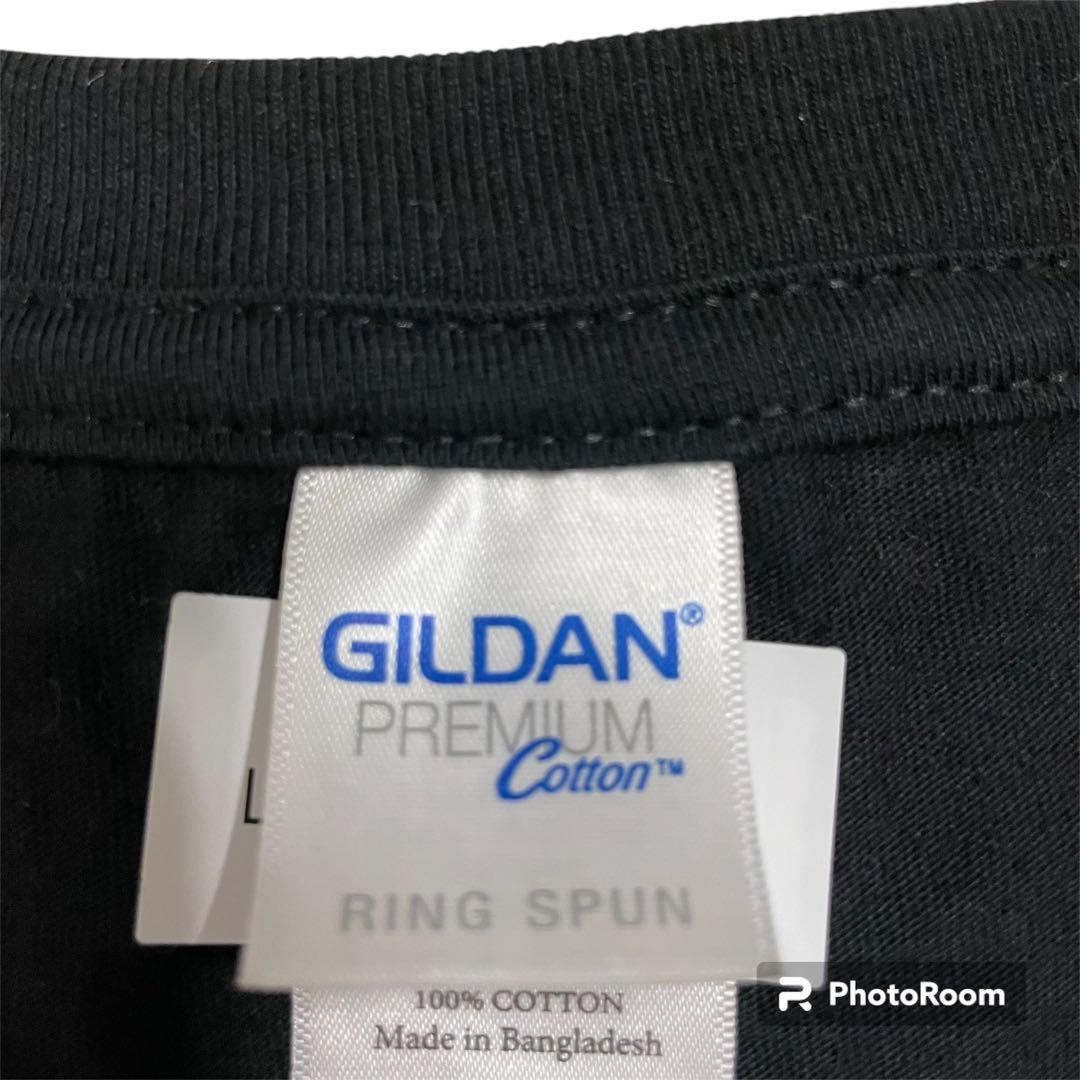 GILDAN®
PREMIUM
Cotton™
L
RING SPUN
100% COTTON
Made in Bangladesh
PhotoRoom